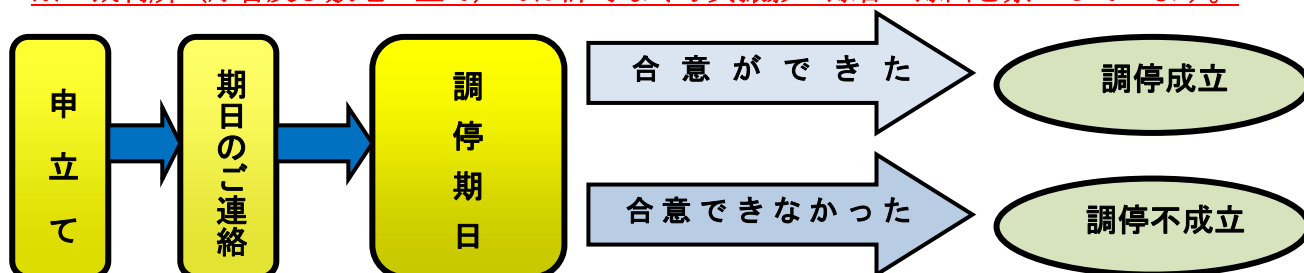 申立て
期日のご連絡
調停期日
合意ができた
調停成立
合意できなかった
調停不成立